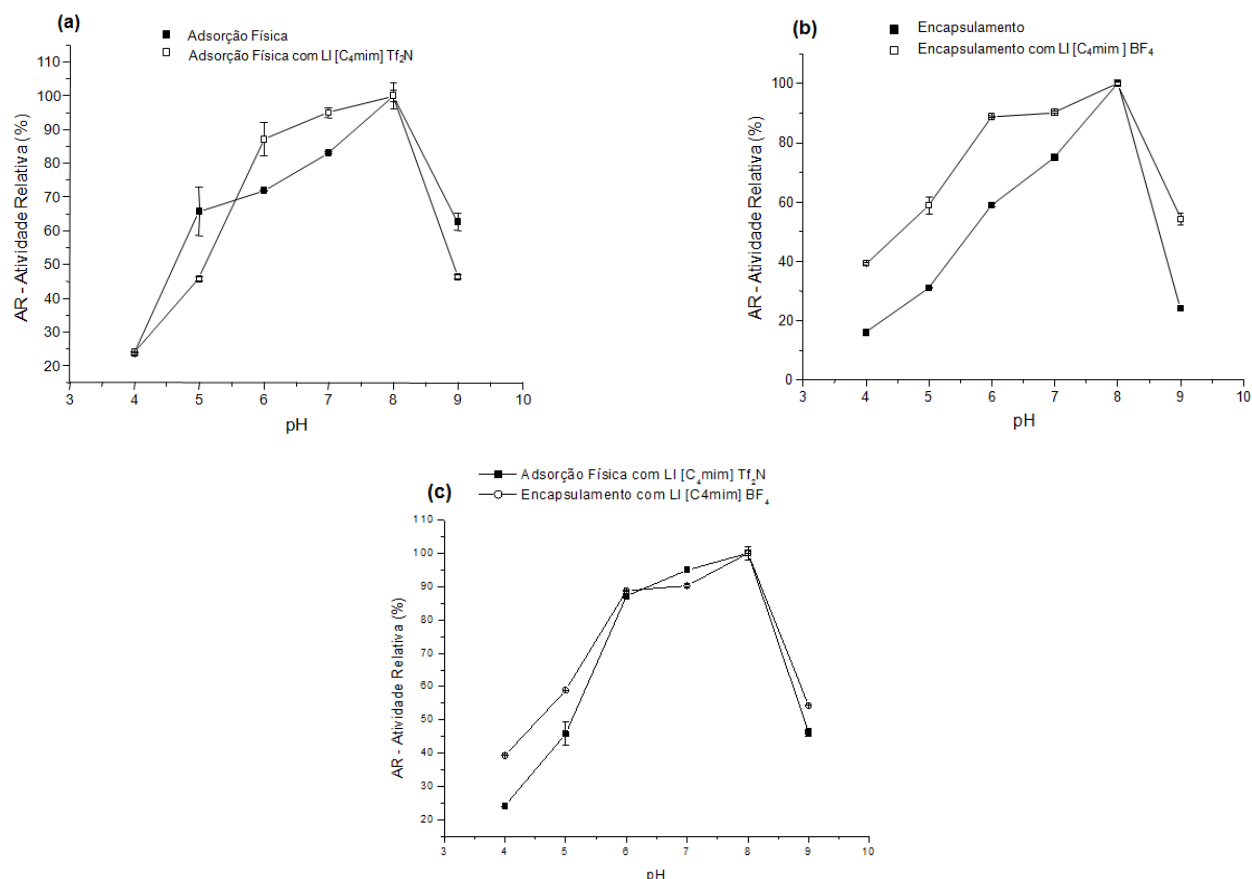 (a)
Adsorção Física
Adsorção Física com LI [C₄mim] Tf₂N
AR - Atividade Relativa (%)
110
100
90
80
70
60
50
40
30
20
3 4 5 6 7 8 9 10
pH
(b)
Encapsulamento
Encapsulamento com LI [C₄mim ] BF₄
AR - Atividade Relativa (%)
100
80
60
40
20
0
3 4 5 6 7 8 9 10
pH
(c)
Adsorção Física com LI [C₄mim] Tf₂N
Encapsulamento com LI [C4mim] BF₄
AR - Atividade Relativa (%)
110
100
90
80
70
60
50
40
30
20
3 4 5 6 7 8 9 10
pH